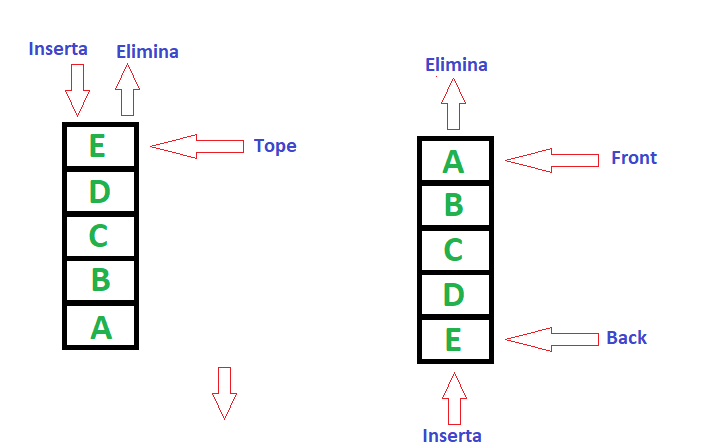 Inserta
Elimina
E
Tope
D
C
B
A
Elimina
A
Front
B
C
D
E
Back
Inserta